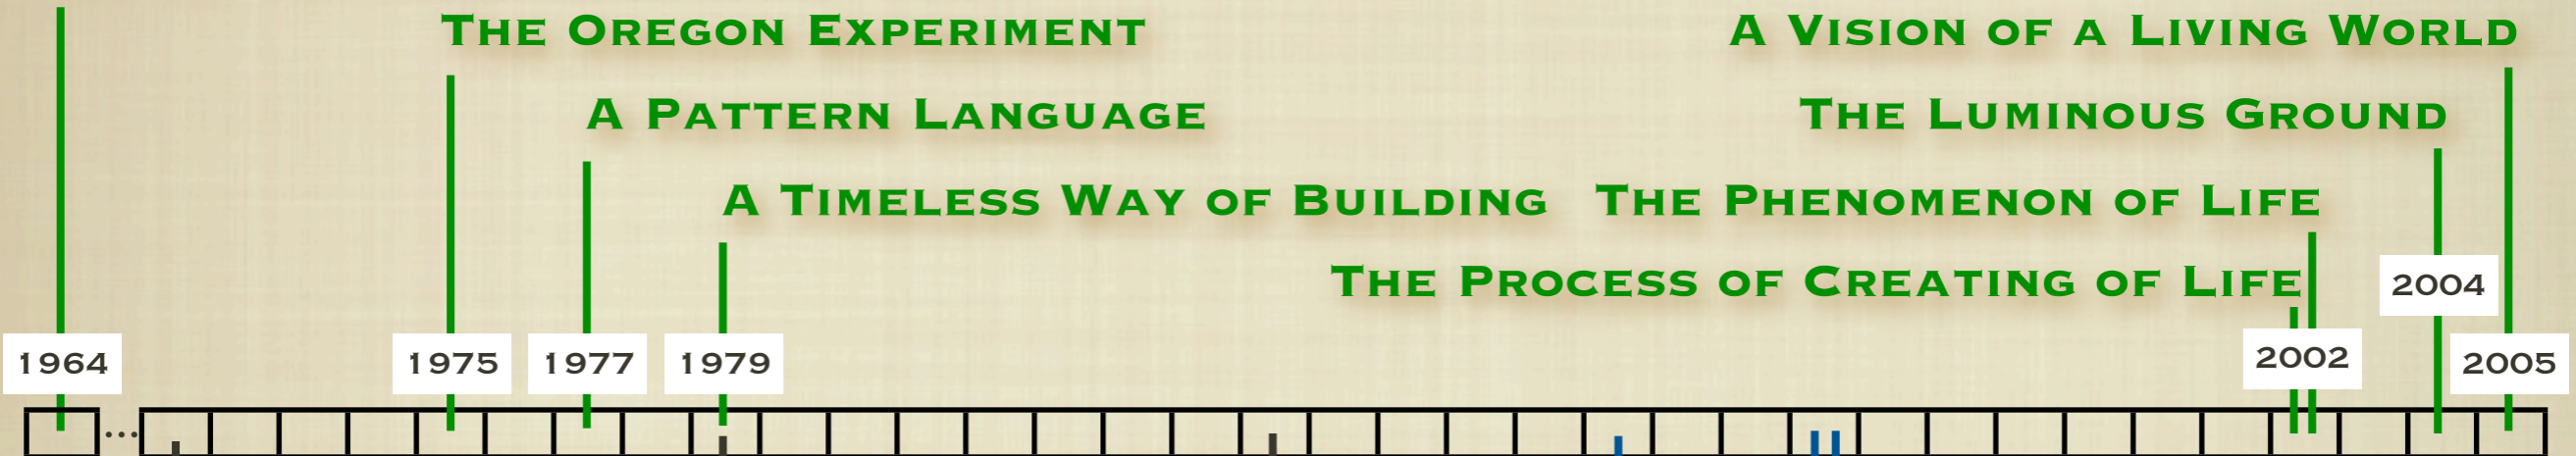 The Oregon Experiment
A Vision of a Living World
A Pattern Language
The Luminous Ground
A Timeless Way of Building
The Phenomenon of Life
The Process of Creating of Life
2004
1964
1975
1977
1979
2002
2005
...